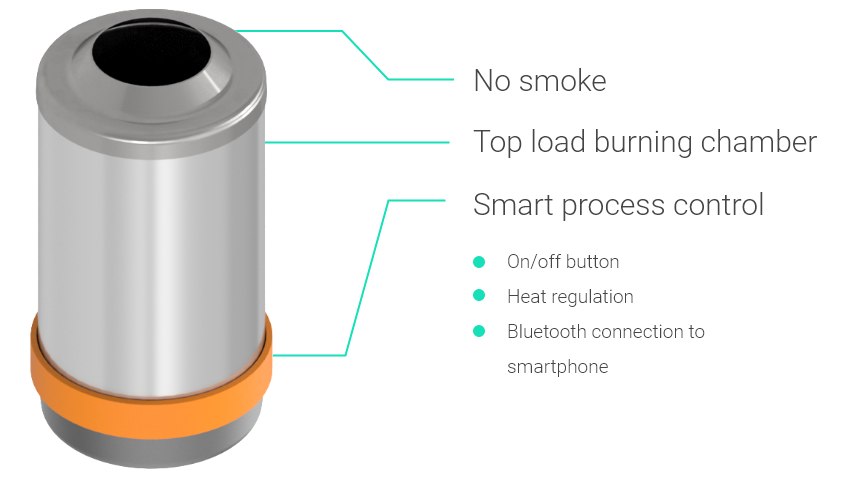 No smoke
Top load burning chamber
Smart process control
On/off button
Heat regulation
Bluetooth connection to
smartphone